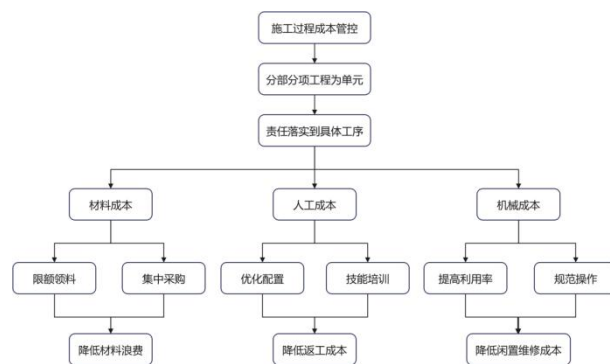 施工过程成本管控
分部分项工程为单元
责任落实到具体工序
材料成本
人工成本
机械成本
限额领料
集中采购
优化配置
技能培训
提高利用率
规范操作
降低材料浪费
降低返工成本
降低闲置维修成本